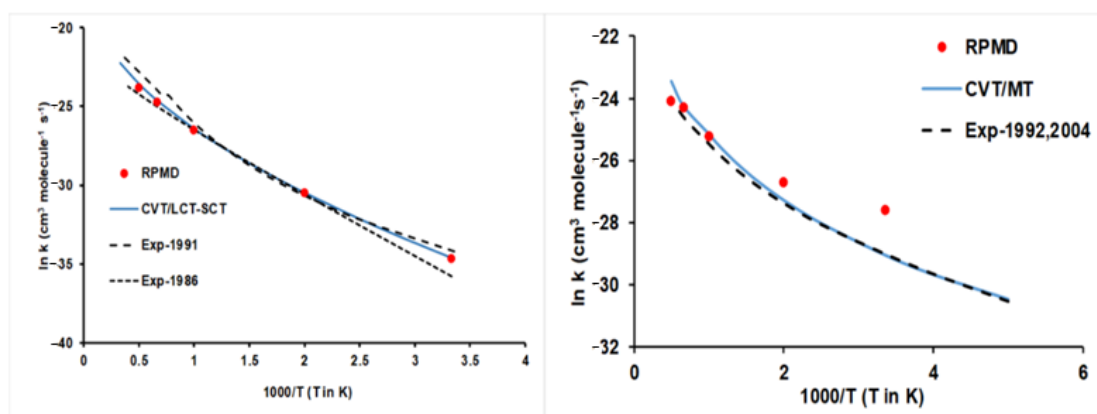 −20
−25
−30
−35
−40
ln k (cm³ molecule⁻¹ s⁻¹)
RPMD
CVT/LCT-SCT
Exp-1991
Exp-1986
0 0.5 1 1.5 2 2.5 3 3.5 4
1000/T (T in K)
−22
−24
−26
−28
−30
−32
ln k (cm³ molecule⁻¹s⁻¹)
RPMD
CVT/MT
Exp-1992,2004
0 2 4 6
1000/T (T in K)